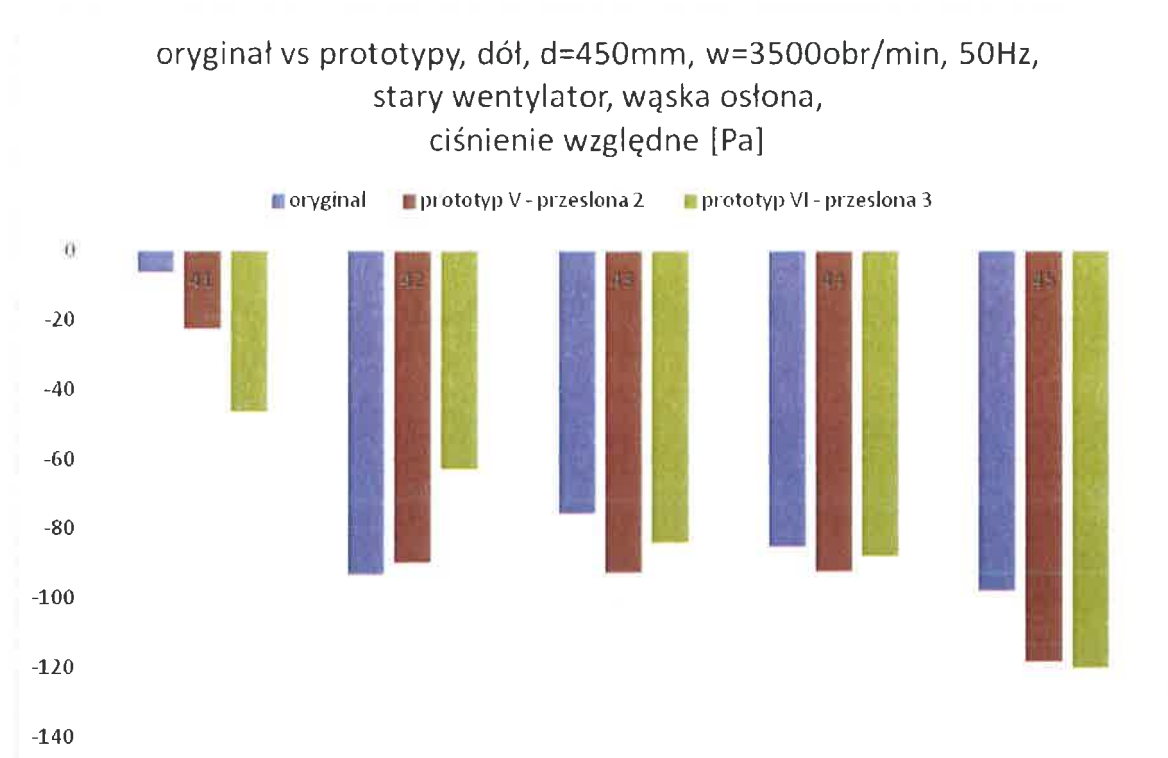 oryginał vs prototypy, dół, d=450mm, w=3500obr/min, 50Hz,
stary wentylator, wąska osłona,
ciśnienie względne [Pa]
oryginal prototyp V - przeslona 2 prototyp VI - przeslona 3
0
41 42 43 44 45
-20
-40
-60
-80
-100
-120
-140